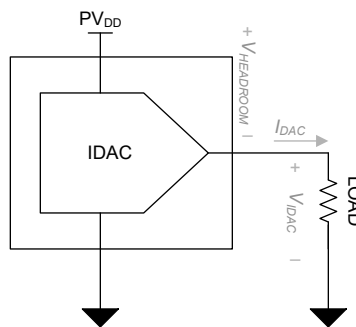 PVDD
+ VHEADROOM –
IDAC
IDAC
+ VIDAC –
LOAD